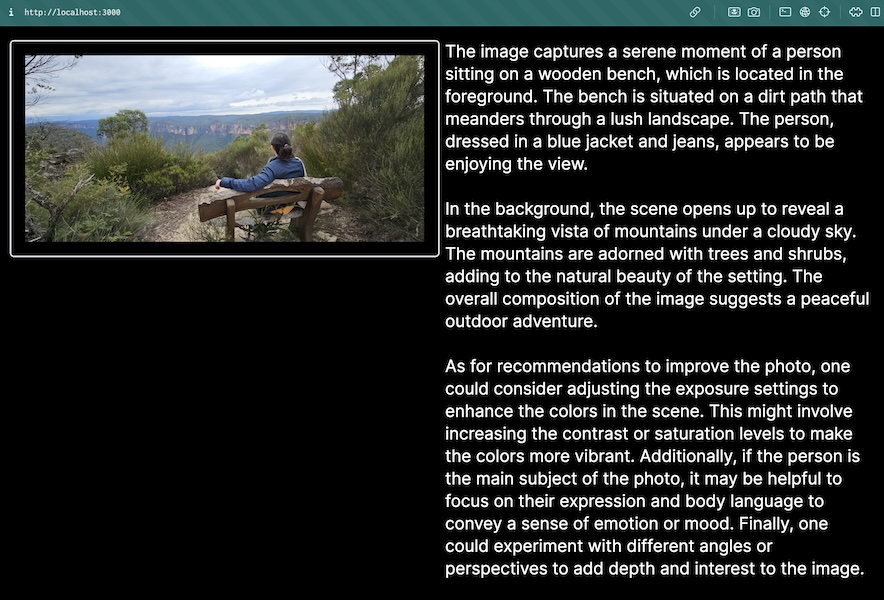 http://localhost:3000
The image captures a serene moment of a person
sitting on a wooden bench, which is located in the
foreground. The bench is situated on a dirt path that
meanders through a lush landscape. The person,
dressed in a blue jacket and jeans, appears to be
enjoying the view.
In the background, the scene opens up to reveal a
breathtaking vista of mountains under a cloudy sky.
The mountains are adorned with trees and shrubs,
adding to the natural beauty of the setting. The
overall composition of the image suggests a peaceful
outdoor adventure.
As for recommendations to improve the photo, one
could consider adjusting the exposure settings to
enhance the colors in the scene. This might involve
increasing the contrast or saturation levels to make
the colors more vibrant. Additionally, if the person is
the main subject of the photo, it may be helpful to
focus on their expression and body language to
convey a sense of emotion or mood. Finally, one
could experiment with different angles or
perspectives to add depth and interest to the image.